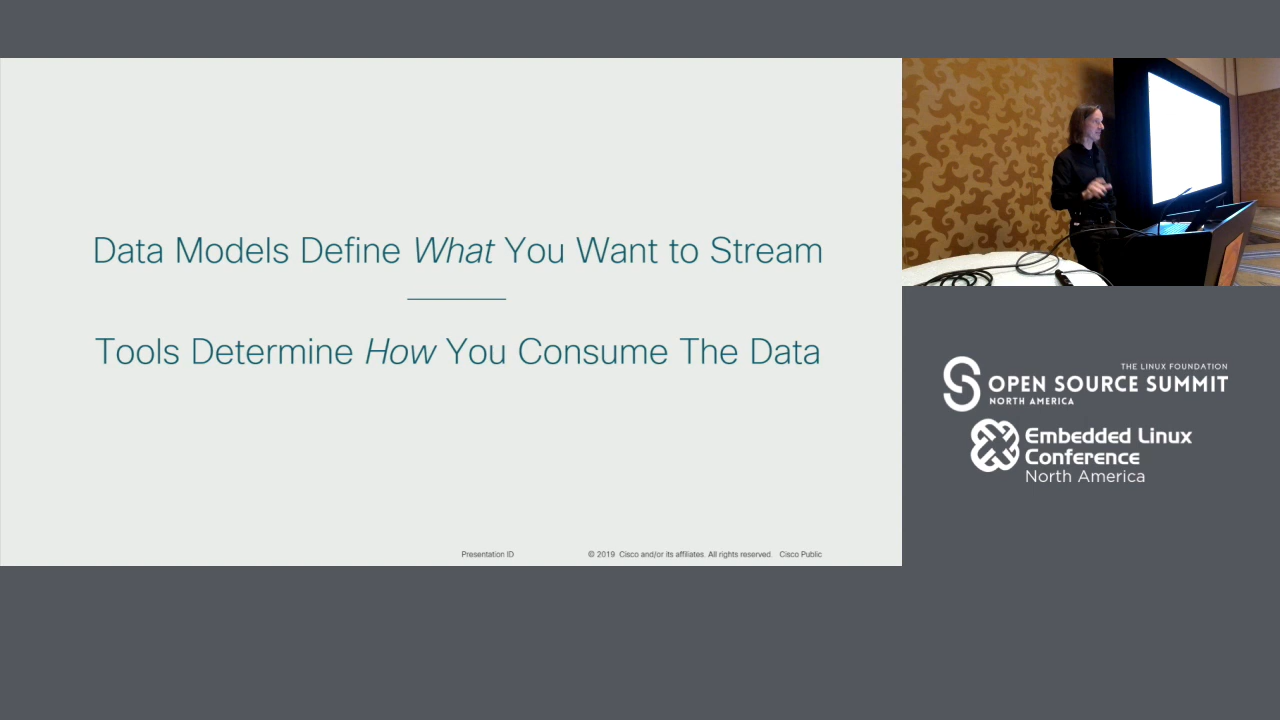 Data Models Define What You Want to Stream
Tools Determine How You Consume The Data
Presentation ID
© 2019 Cisco and/or its affiliates. All rights reserved. Cisco Public
THE LINUX FOUNDATION
OPEN SOURCE SUMMIT
NORTH AMERICA
Embedded Linux
Conference
North America